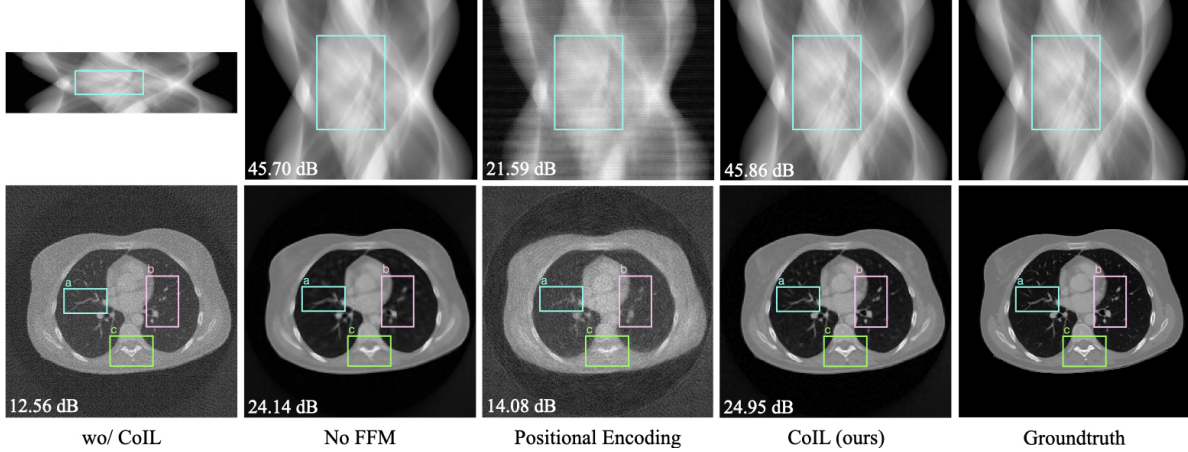 45.70 dB
21.59 dB
45.86 dB
a
b
c
12.56 dB
a
b
c
24.14 dB
a
b
c
14.08 dB
a
b
c
24.95 dB
a
b
c
wo/ CoIL
No FFM
Positional Encoding
CoIL (ours)
Groundtruth